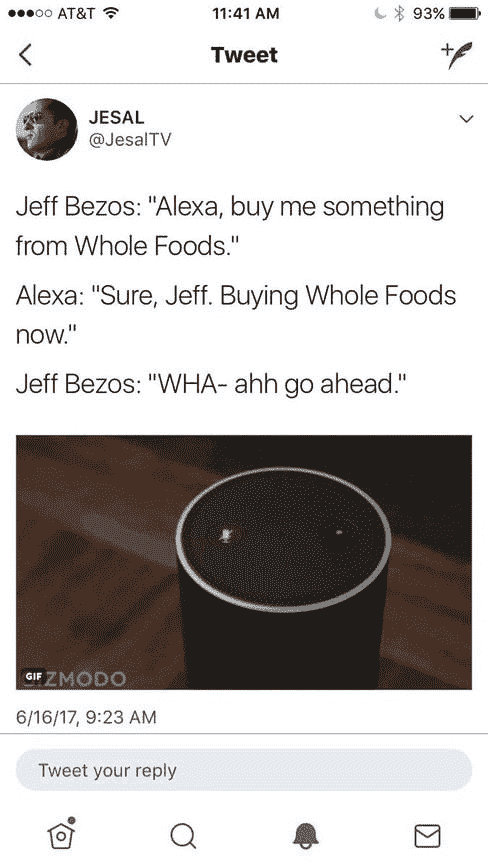 AT&T 11:41 AM 93%
Tweet
JESAL
@JesalTV
Jeff Bezos: "Alexa, buy me something
from Whole Foods."
Alexa: "Sure, Jeff. Buying Whole Foods
now."
Jeff Bezos: "WHA- ahh go ahead."
GIF ZMODO
6/16/17, 9:23 AM
Tweet your reply